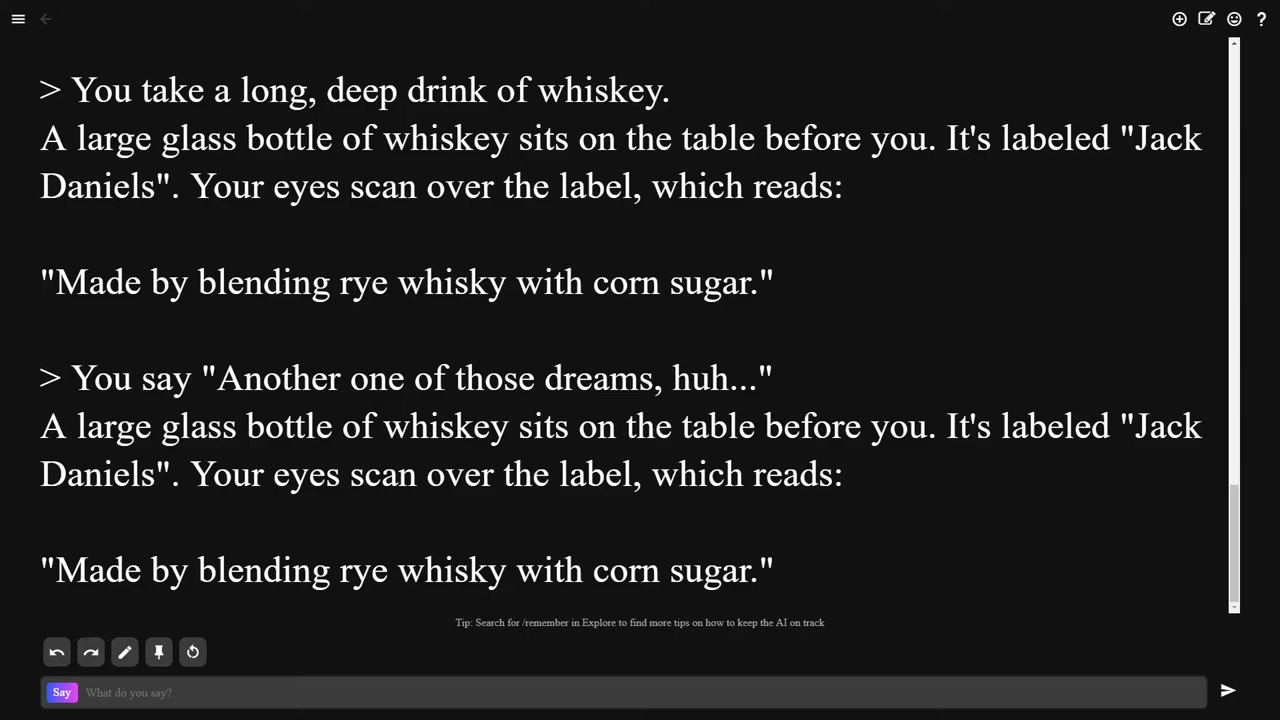 ?
> You take a long, deep drink of whiskey.
A large glass bottle of whiskey sits on the table before you. It's labeled "Jack
Daniels". Your eyes scan over the label, which reads:
"Made by blending rye whisky with corn sugar."
> You say "Another one of those dreams, huh..."
A large glass bottle of whiskey sits on the table before you. It's labeled "Jack
Daniels". Your eyes scan over the label, which reads:
"Made by blending rye whisky with corn sugar."
Tip: Search for /remember in Explore to find more tips on how to keep the AI on track
Say What do you say?